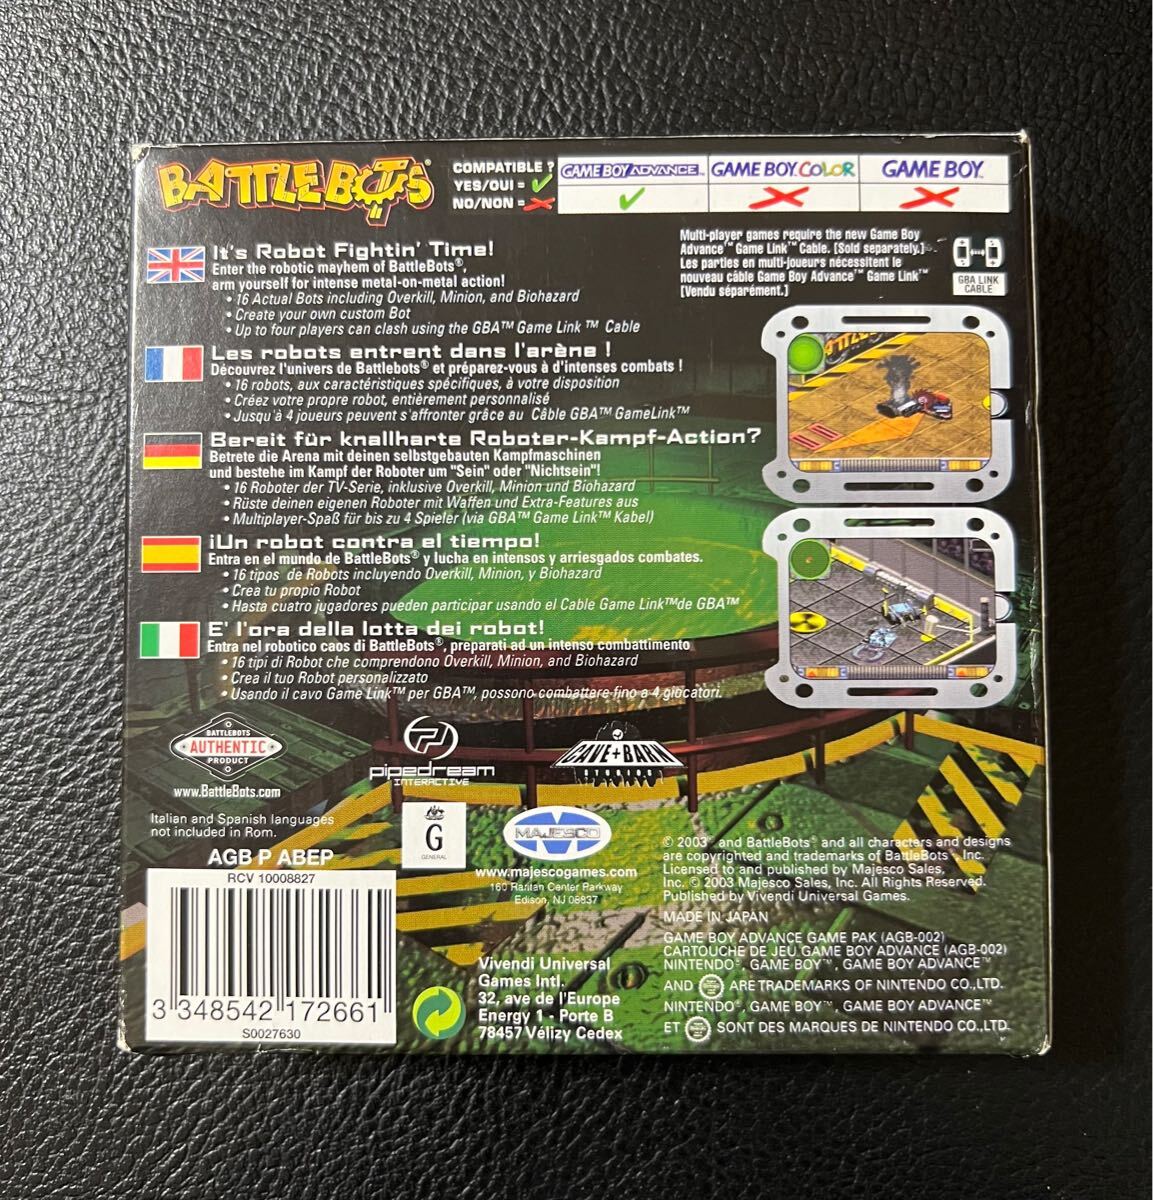 BATTLEBOTS®
COMPATIBLE ?
YES/OUI =
NO/NON =
GAME BOY ADVANCE™
GAME BOY COLOR
GAME BOY
Multi-player games require the new Game Boy
Advance™ Game Link™ Cable. [Sold separately.]
Les parties en multi-joueurs nécessitent le
nouveau câble Game Boy Advance™ Game Link™
[Vendu séparément.]
GBA LINK
CABLE
It's Robot Fightin' Time!
Enter the robotic mayhem of BattleBots®,
arm yourself for intense metal-on-metal action!
• 16 Actual Bots including Overkill, Minion, and Biohazard
• Create your own custom Bot
• Up to four players can clash using the GBA™ Game Link ™ Cable
Les robots entrent dans l'arène !
Découvrez l'univers de Battlebots® et préparez-vous à d'intenses combats !
• 16 robots, aux caractéristiques spécifiques, à votre disposition
• Créez votre propre robot, entièrement personnalisé
• Jusqu'à 4 joueurs peuvent s'affronter grâce au Câble GBA™ GameLink™
Bereit für knallharte Roboter-Kampf-Action?
Betrete die Arena mit deinen selbstgebauten Kampfmaschinen
und bestehe im Kampf der Roboter um "Sein" oder "Nichtsein"!
• 16 Roboter der TV-Serie, inklusive Overkill, Minion und Biohazard
• Rüste deinen eigenen Roboter mit Waffen und Extra-Features aus
• Multiplayer-Spaß für bis zu 4 Spieler (via GBA™ Game Link™ Kabel)
¡Un robot contra el tiempo!
Entra en el mundo de BattleBots® y lucha en intensos y arriesgados combates.
• 16 tipos de Robots incluyendo Overkill, Minion, y Biohazard
• Crea tu propio Robot
• Hasta cuatro jugadores pueden participar usando el Cable Game Link™de GBA™
E' l'ora della lotta dei robot!
Entra nel robotico caos di BattleBots®, preparati ad un intenso combattimento
• 16 tipi di Robot che comprendono Overkill, Minion, and Biohazard
• Crea il tuo Robot personalizzato
• Usando il cavo Game Link™ per GBA™, possono combattare fino a 4 giocatori.
BATTLEBOTS
AUTHENTIC
PRODUCT
www.BattleBots.com
pipedream
INTERACTIVE
CAVE+BARN
STUDIOS
Italian and Spanish languages
not included in Rom.
AGB P ABEP
RCV 10008827
3 348542 172661
S0027630
G
GENERAL
MAJESCO
www.majescogames.com
160 Raritan Center Parkway
Edison, NJ 08837
Vivendi Universal
Games Intl.
32, ave de l'Europe
Energy 1 - Porte B
78457 Vélizy Cedex
© 2003 and BattleBots and all characters and designs
are copyrighted and trademarks of BattleBots , Inc.
Licensed to and published by Majesco Sales,
Inc. © 2003 Majesco Sales, Inc. All Rights Reserved.
Published by Vivendi Universal Games.
MADE IN JAPAN
GAME BOY ADVANCE GAME PAK (AGB-002)
CARTOUCHE DE JEU GAME BOY ADVANCE (AGB-002)
NINTENDO®, GAME BOY™, GAME BOY ADVANCE™
AND ARE TRADEMARKS OF NINTENDO CO.,LTD.
NINTENDO®, GAME BOY™, GAME BOY ADVANCE™
ET SONT DES MARQUES DE NINTENDO CO.,LTD.